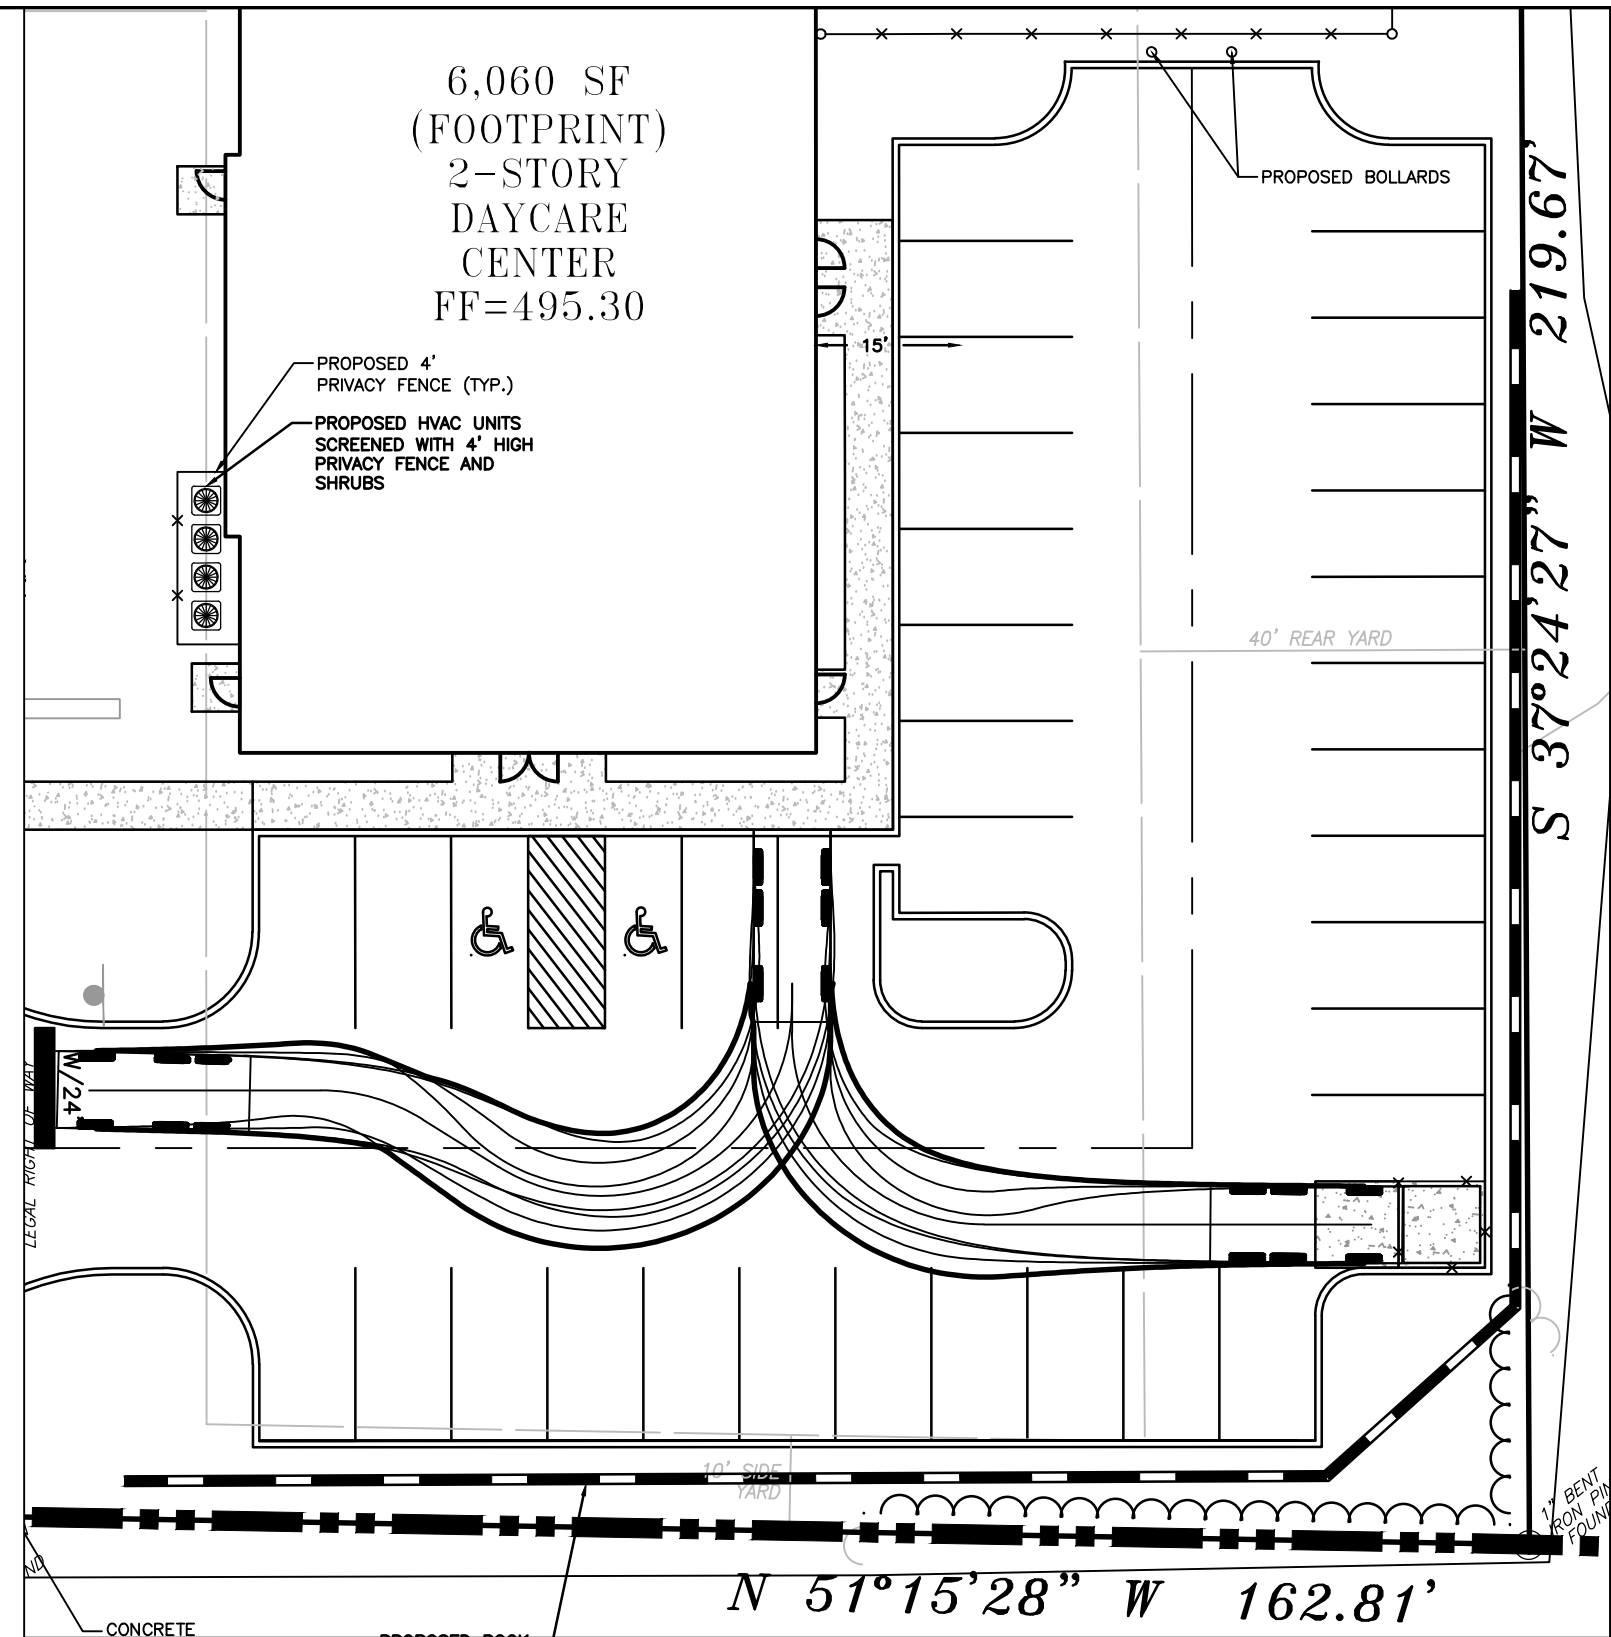 6,060 SF
(FOOTPRINT)
2-STORY
DAYCARE
CENTER
FF=495.30
PROPOSED BOLLARDS
15'
PROPOSED 4'
PRIVACY FENCE (TYP.)
PROPOSED HVAC UNITS
SCREENED WITH 4' HIGH
PRIVACY FENCE AND
SHRUBS
S 37°24'27" W 219.67'
40' REAR YARD
W/24
LEGAL RIGHT OF WAY
10' SIDE
YARD
1" BENT
IRON PIN
FOUND
N 51°15'28" W 162.81'
CONCRETE
PROPOSED ROCK